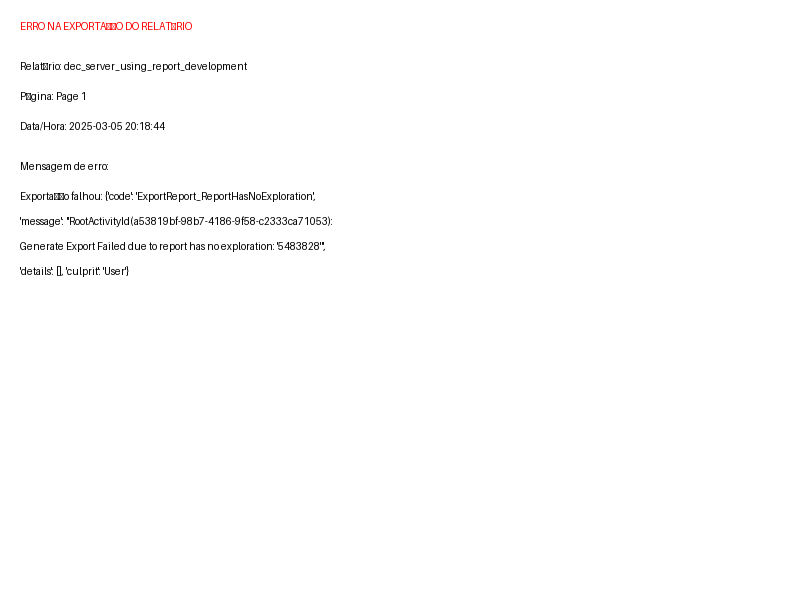 ERRO NA EXPORTA▯▯O DO RELAT▯RIO
Relat▯rio: dec_server_using_report_development
P▯gina: Page 1
Data/Hora: 2025-03-05 20:18:44
Mensagem de erro:
Exporta▯▯o falhou: {'code': 'ExportReport_ReportHasNoExploration',
'message': "RootActivityId(a53819bf-98b7-4186-9f58-c2333ca71053):
Generate Export Failed due to report has no exploration: '5483828'",
'details': [], 'culprit': 'User'}